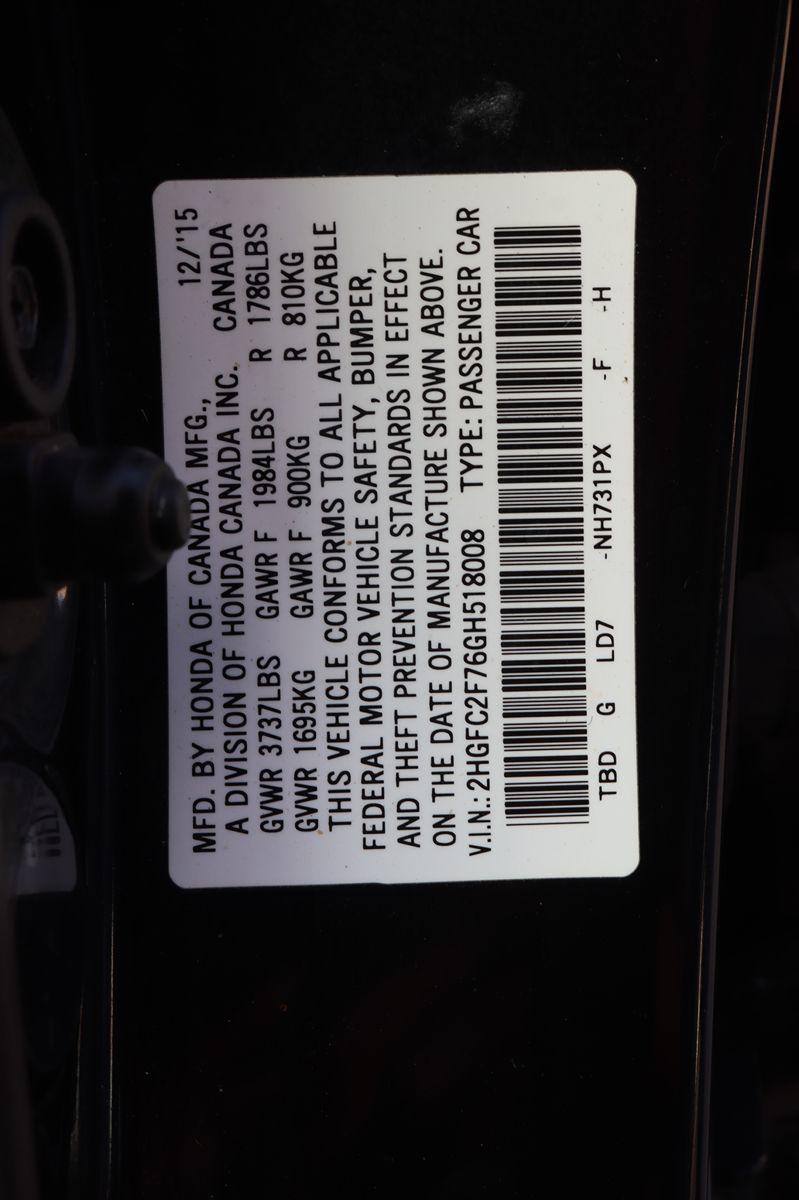 MFD. BY HONDA OF CANADA MFG., 12/'15
A DIVISION OF HONDA CANADA INC. CANADA
GVWR 3737LBS GAWR F 1984LBS R 1786LBS
GVWR 1695KG GAWR F 900KG R 810KG
THIS VEHICLE CONFORMS TO ALL APPLICABLE
FEDERAL MOTOR VEHICLE SAFETY, BUMPER,
AND THEFT PREVENTION STANDARDS IN EFFECT
ON THE DATE OF MANUFACTURE SHOWN ABOVE.
V.I.N.: 2HGFC2F76GH518008 TYPE: PASSENGER CAR
TBD G LD7 -NH731PX -F -H